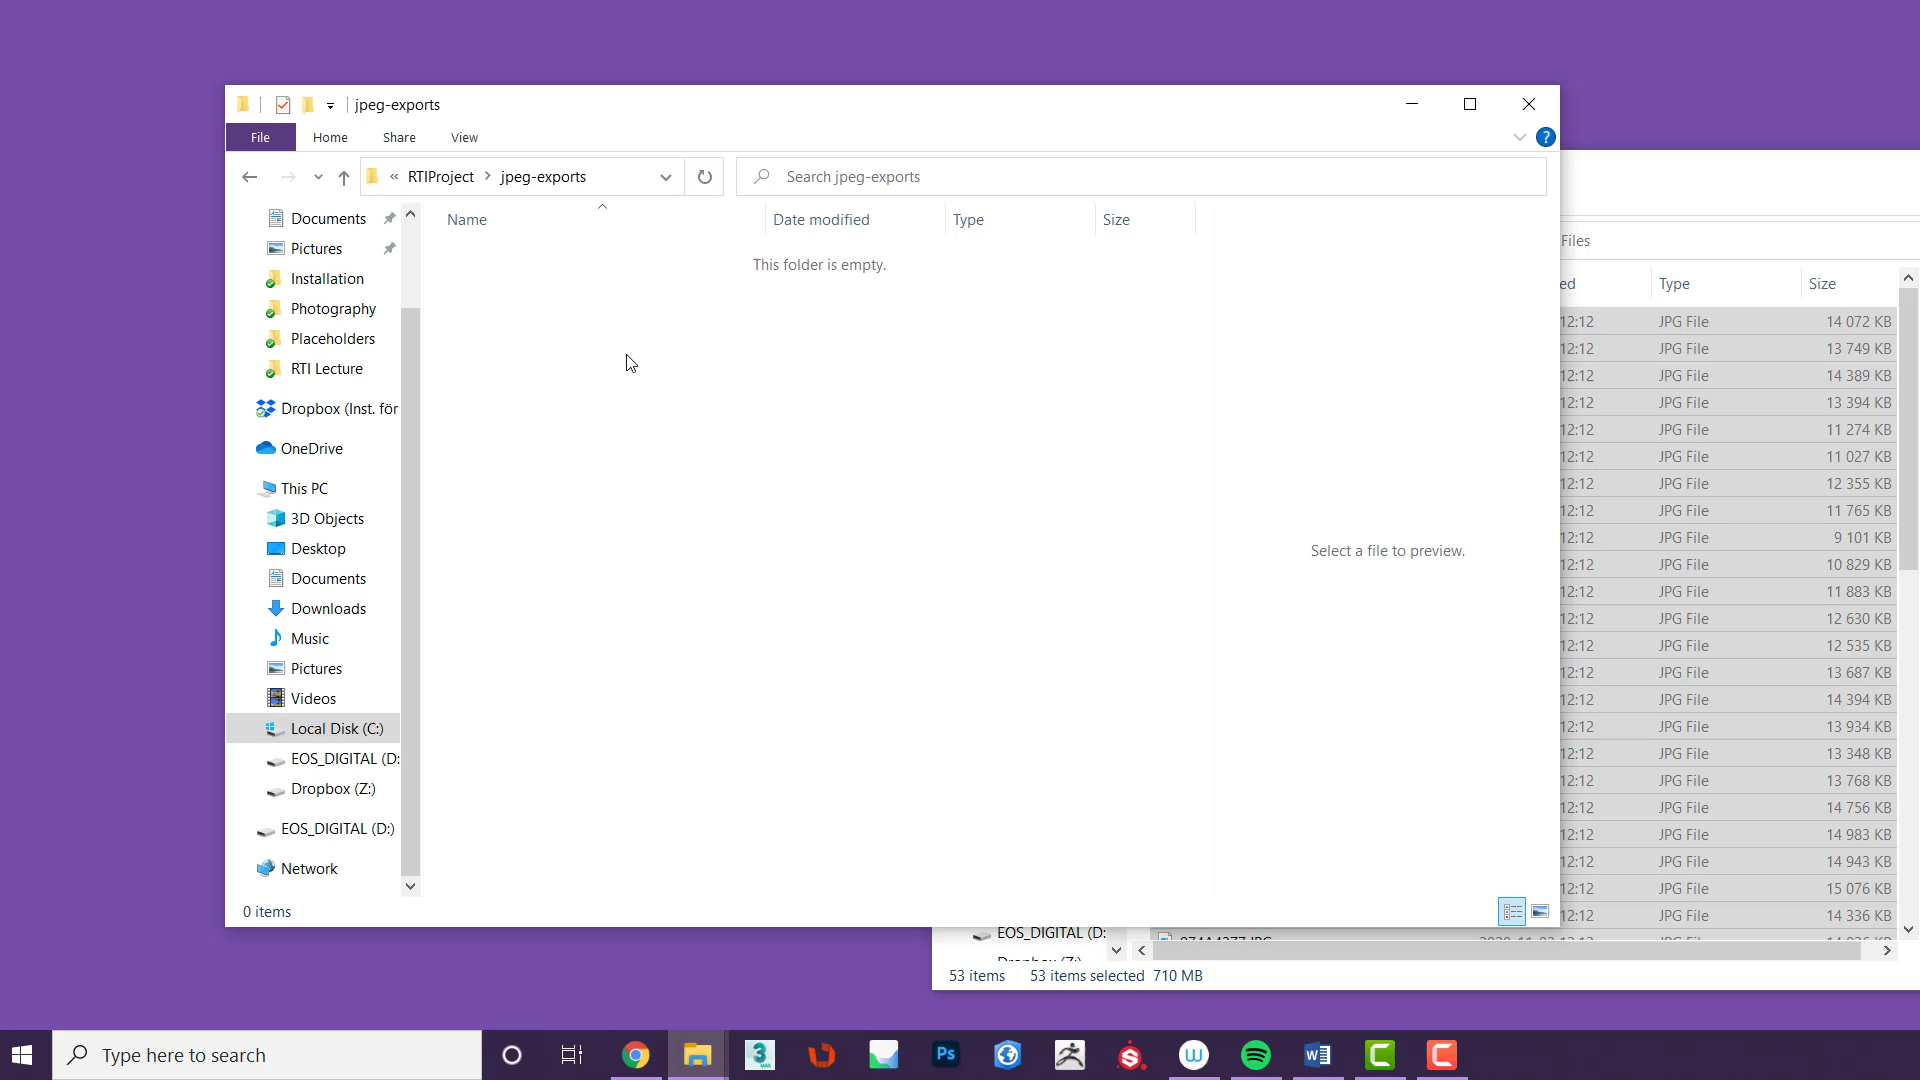 jpeg-exports
File
Home
Share
View
?
« RTIProject > jpeg-exports
Search jpeg-exports
Name
Date modified
Type
Size
This folder is empty.
Select a file to preview.
Documents
Pictures
Installation
Photography
Placeholders
RTI Lecture
Dropbox (Inst. för
OneDrive
This PC
3D Objects
Desktop
Documents
Downloads
Music
Pictures
Videos
Local Disk (C:)
EOS_DIGITAL (D:
Dropbox (Z:)
EOS_DIGITAL (D:)
Network
0 items
Files
ed Type Size
12:12 JPG File 14 072 KB
12:12 JPG File 13 749 KB
12:12 JPG File 14 389 KB
12:12 JPG File 13 394 KB
12:12 JPG File 11 274 KB
12:12 JPG File 11 027 KB
12:12 JPG File 12 355 KB
12:12 JPG File 11 765 KB
12:12 JPG File 9 101 KB
12:12 JPG File 10 829 KB
12:12 JPG File 11 883 KB
12:12 JPG File 12 630 KB
12:12 JPG File 12 535 KB
12:12 JPG File 13 687 KB
12:12 JPG File 14 394 KB
12:12 JPG File 13 934 KB
12:12 JPG File 13 348 KB
12:12 JPG File 13 768 KB
12:12 JPG File 14 756 KB
12:12 JPG File 14 983 KB
12:12 JPG File 14 943 KB
12:12 JPG File 15 076 KB
12:12 JPG File 14 336 KB
EOS_DIGITAL (D:
53 items 53 items selected 710 MB
Type here to search
3
MAX
Ps
S
W
W
C
C